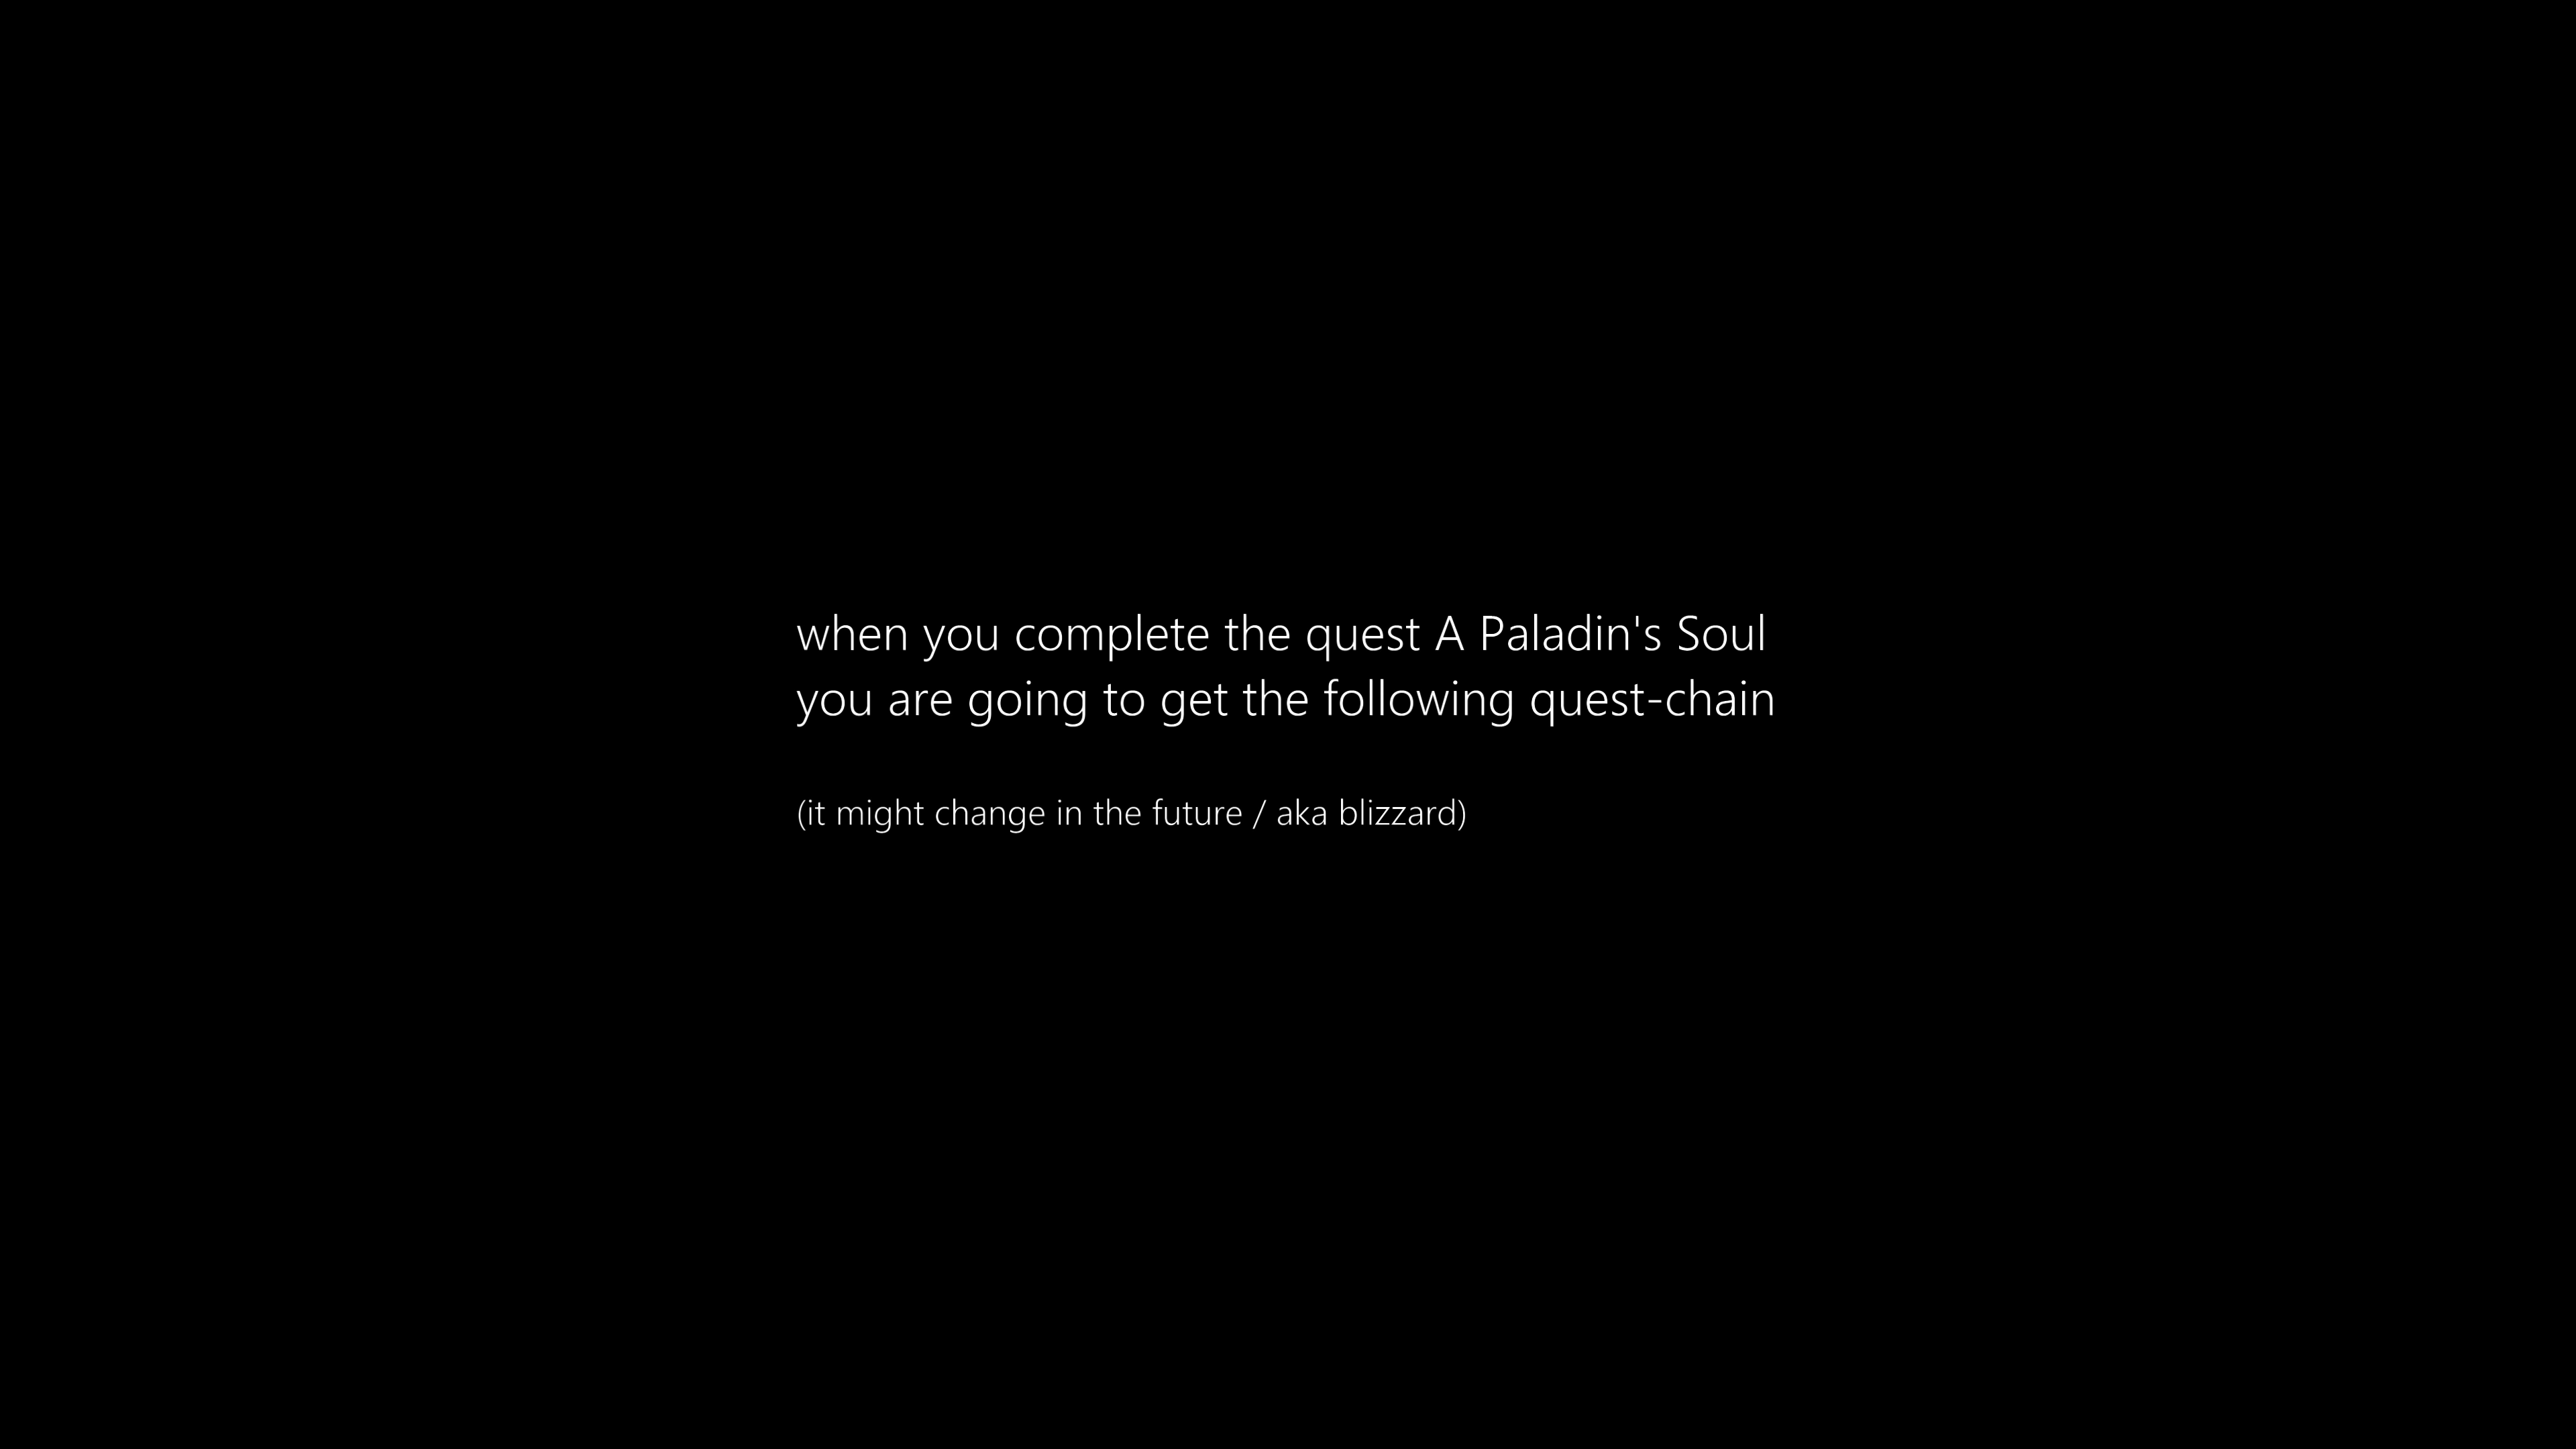 when you complete the quest A Paladin's Soul
you are going to get the following quest-chain
(it might change in the future / aka blizzard)